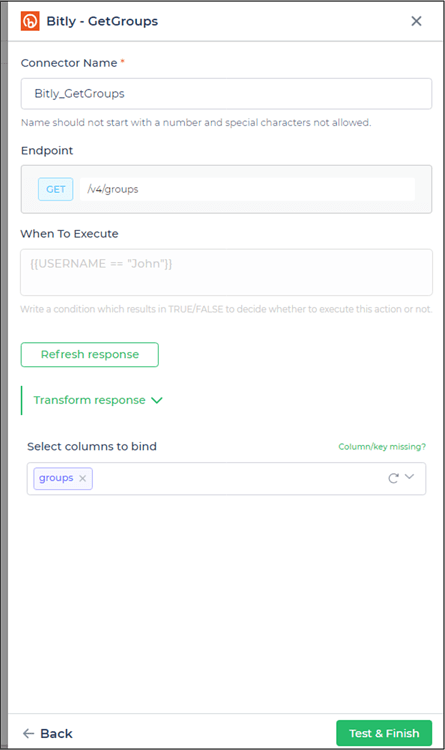 Bitly - GetGroups
Connector Name *
Bitly_GetGroups
Name should not start with a number and special characters not allowed.
Endpoint
GET /v4/groups
When To Execute
{{USERNAME == "John"}}
Write a condition which results in TRUE/FALSE to decide whether to execute this action or not.
Refresh response
Transform response
Select columns to bind Column/key missing?
groups
Back Test & Finish